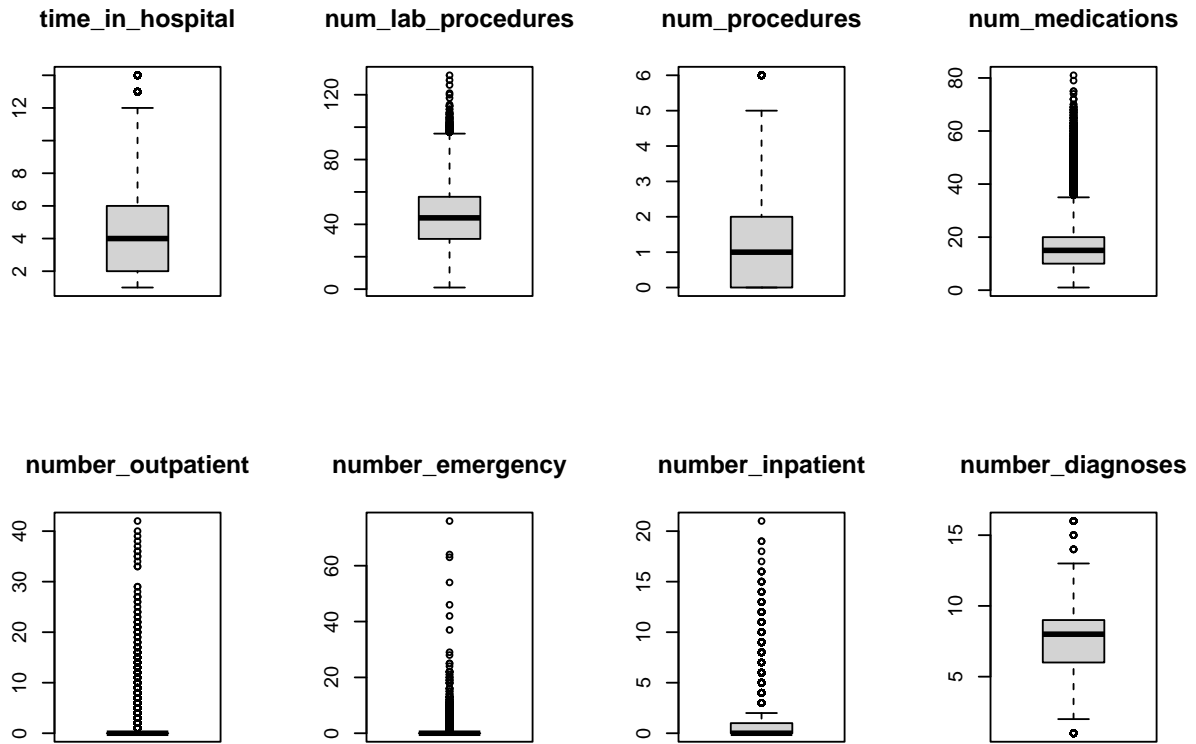 time_in_hospital
2 4 6 8 12
num_lab_procedures
0 40 80 120
num_procedures
0 1 2 3 4 5 6
num_medications
0 20 40 60 80
number_outpatient
0 10 20 30 40
number_emergency
0 20 40 60
number_inpatient
0 5 10 15 20
number_diagnoses
5 10 15